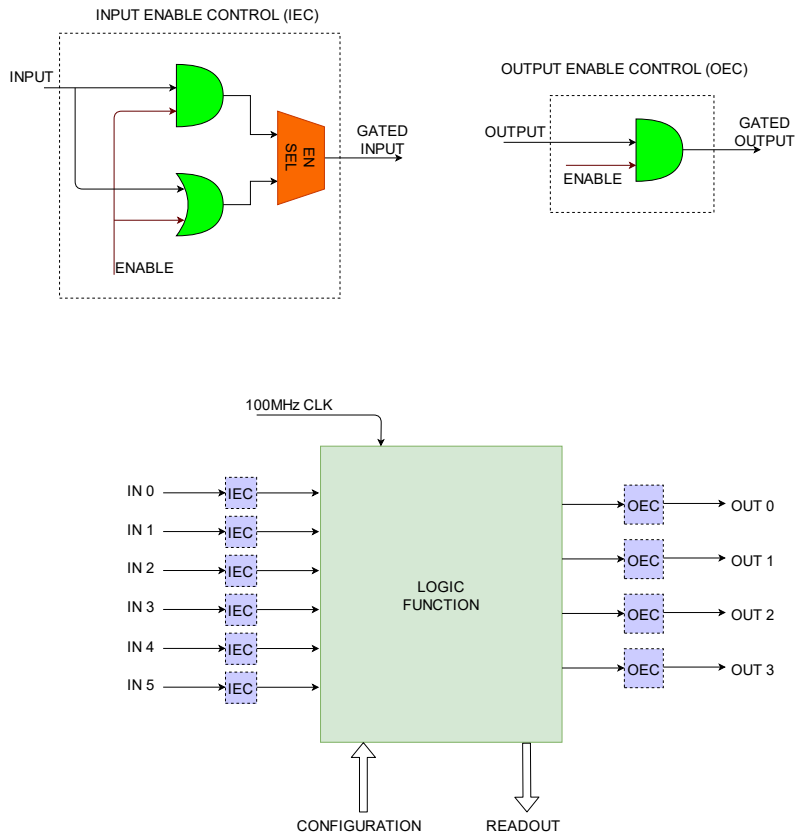 INPUT ENABLE CONTROL (IEC)
INPUT
EN
SEL
GATED
INPUT
ENABLE
OUTPUT ENABLE CONTROL (OEC)
OUTPUT
ENABLE
GATED
OUTPUT
100MHz CLK
IN 0
IEC
IN 1
IEC
IN 2
IEC
IN 3
IEC
IN 4
IEC
IN 5
IEC
LOGIC
FUNCTION
OEC
OUT 0
OEC
OUT 1
OEC
OUT 2
OEC
OUT 3
CONFIGURATION
READOUT